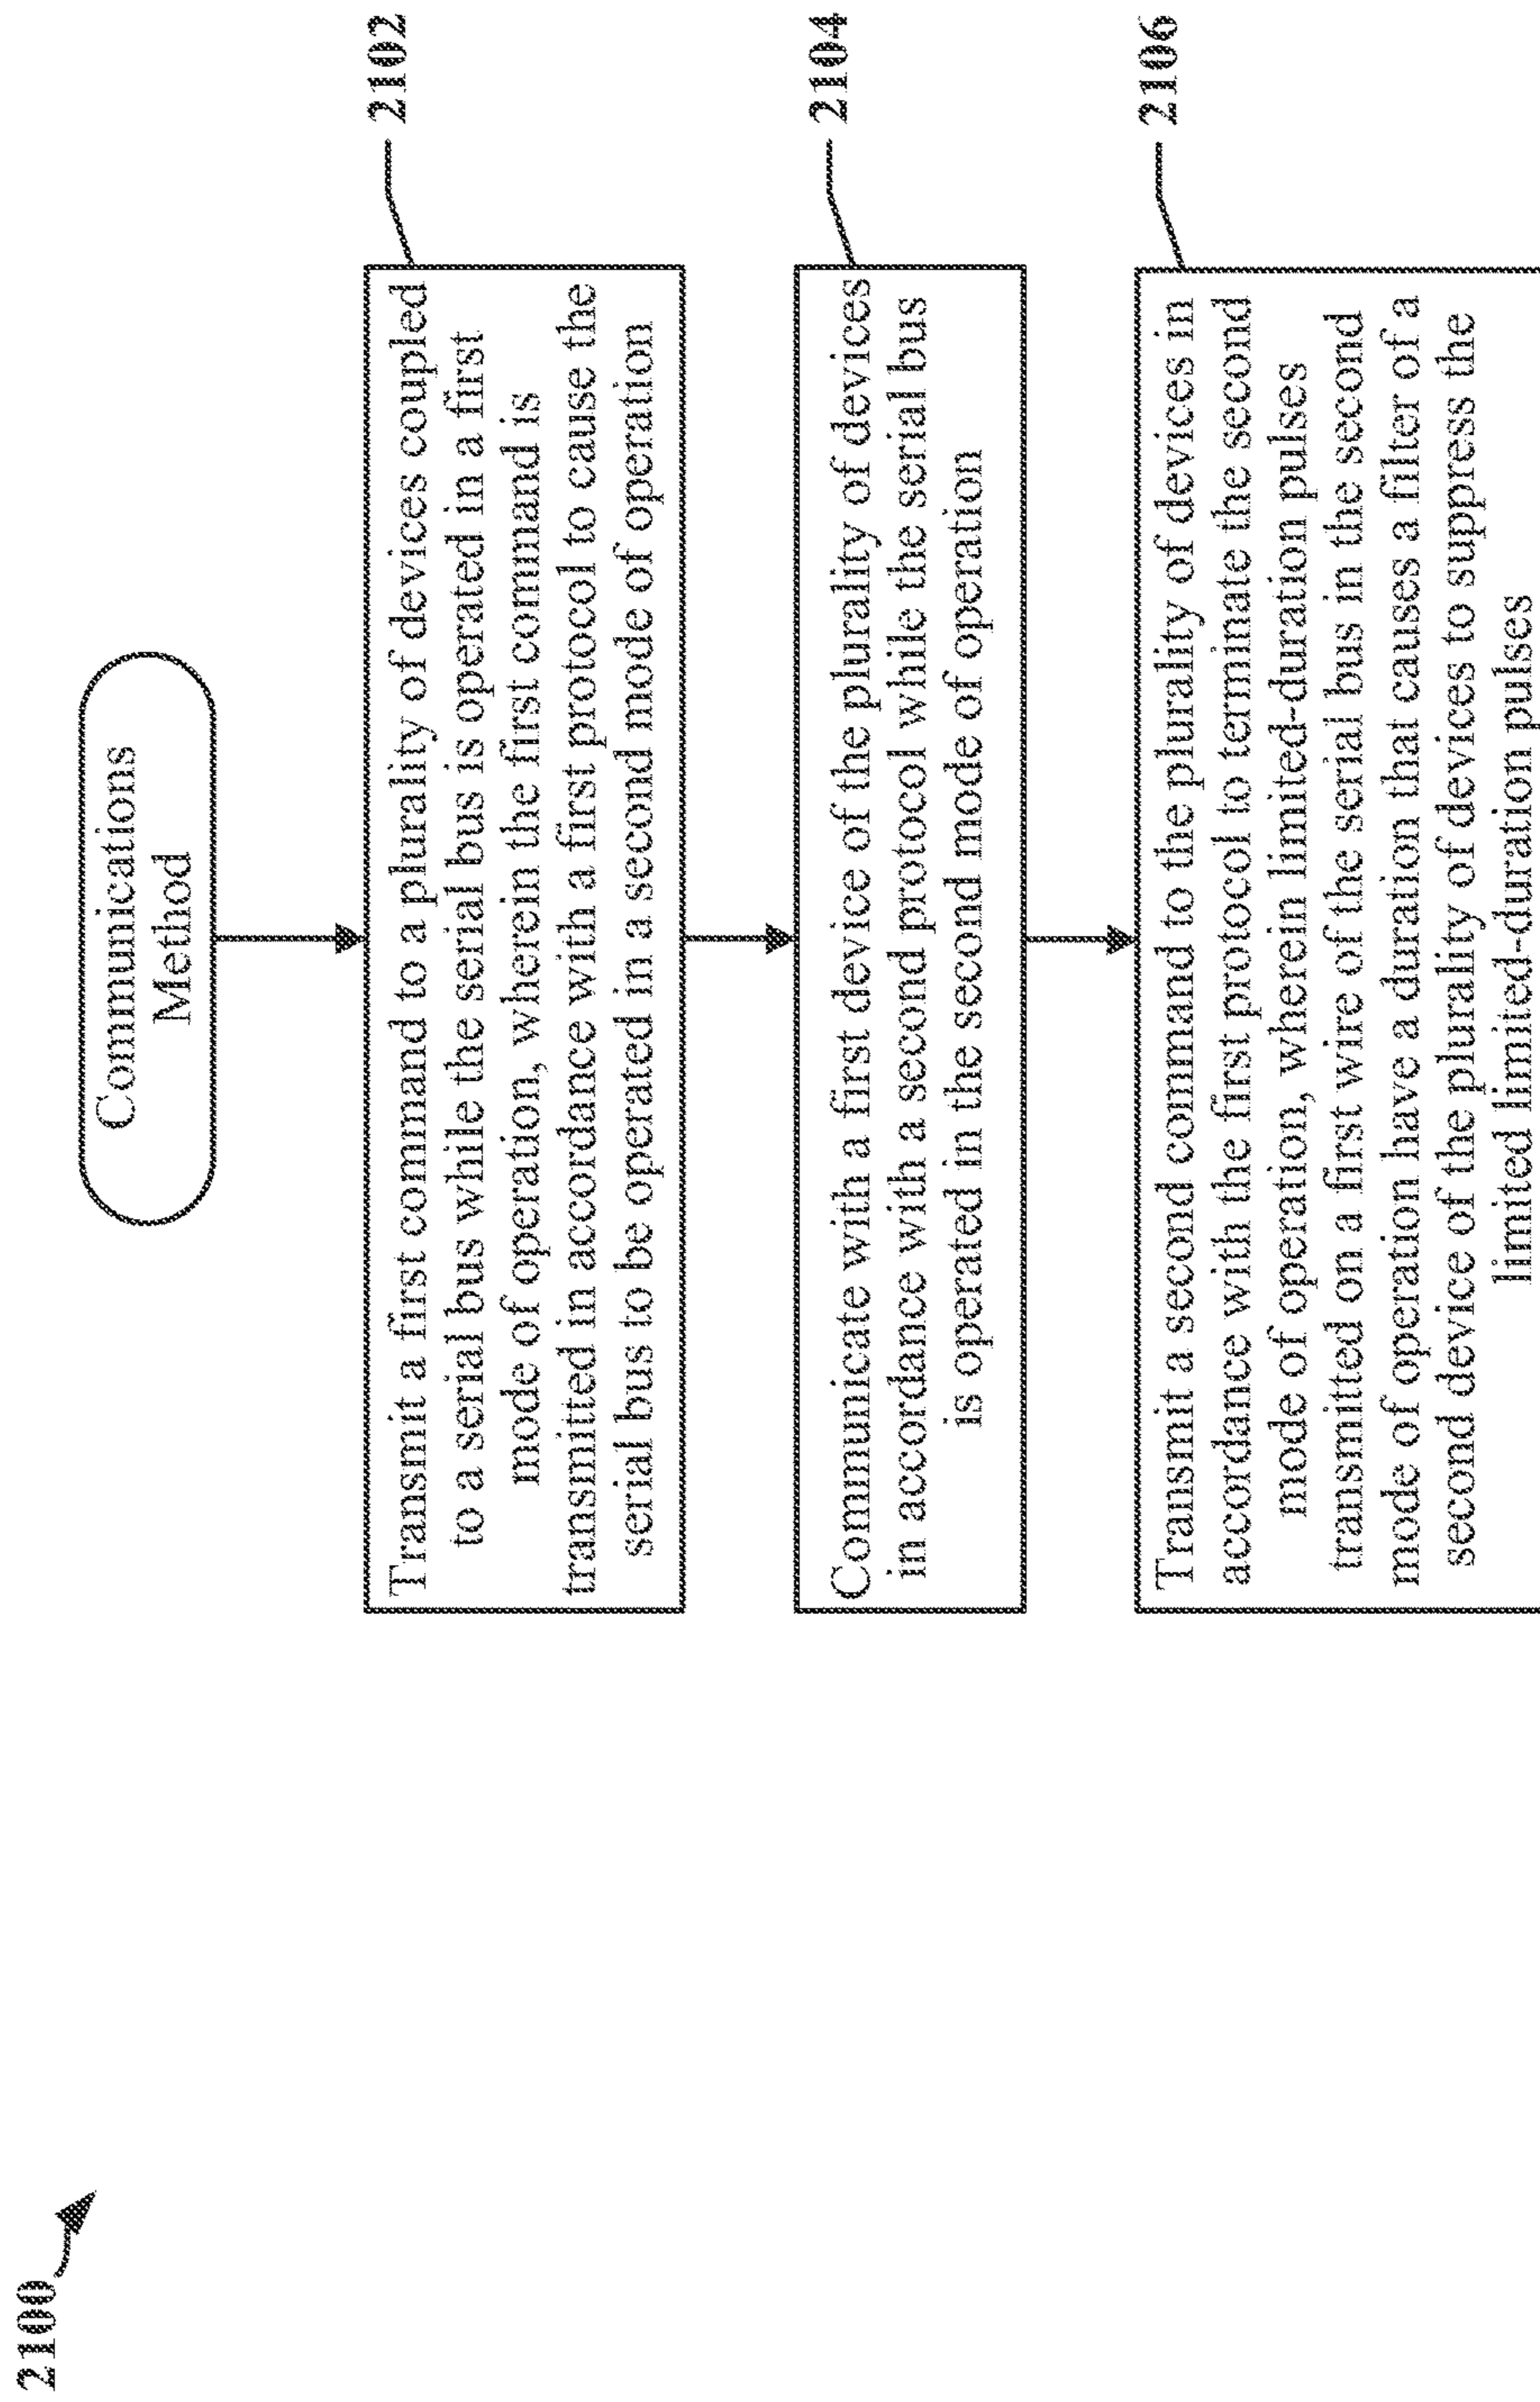 2100
Communications
Method
2102
Transmit a first command to a plurality of devices coupled
to a serial bus while the serial bus is operated in a first
mode of operation, wherein the first command is
transmitted in accordance with a first protocol to cause the
serial bus to be operated in a second mode of operation
2104
Communicate with a first device of the plurality of devices
in accordance with a second protocol while the serial bus
is operated in the second mode of operation
2106
Transmit a second command to the plurality of devices in
accordance with the first protocol to terminate the second
mode of operation, wherein limited-duration pulses
transmitted on a first wire of the serial bus in the second
mode of operation have a duration that causes a filter of a
second device of the plurality of devices to suppress the
limited limited-duration pulses